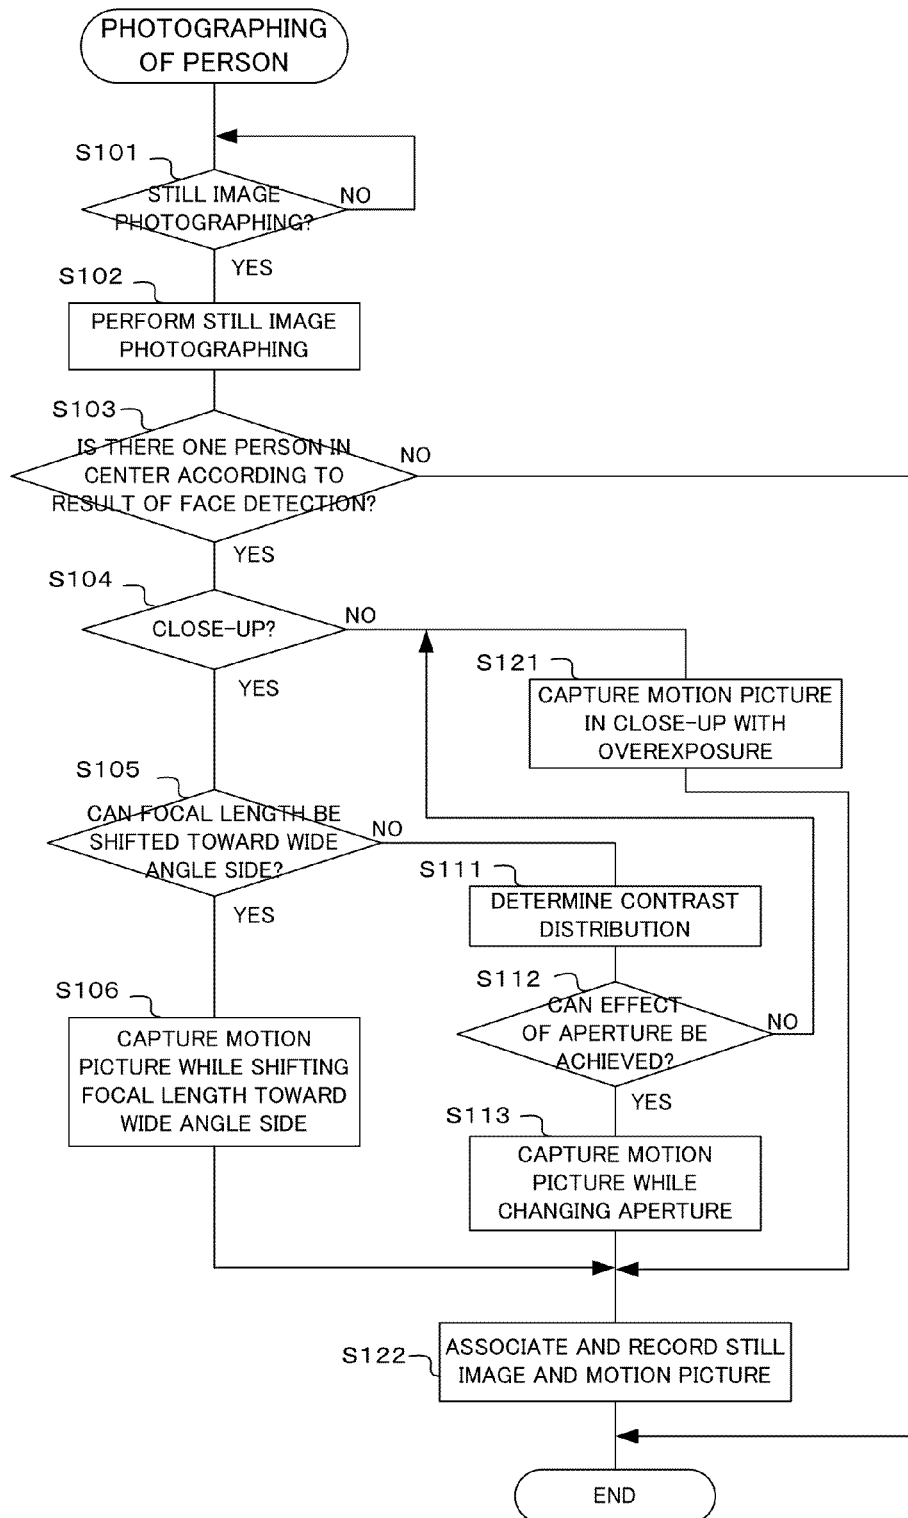 PHOTOGRAPHING
OF PERSON
S101
STILL IMAGE
PHOTOGRAPHING?
NO
YES
S102
PERFORM STILL IMAGE
PHOTOGRAPHING
S103
IS THERE ONE PERSON IN
CENTER ACCORDING TO
RESULT OF FACE DETECTION?
NO
YES
S104
CLOSE-UP?
NO
YES
S121
CAPTURE MOTION PICTURE
IN CLOSE-UP WITH
OVEREXPOSURE
S105
CAN FOCAL LENGTH BE
SHIFTED TOWARD WIDE
ANGLE SIDE?
NO
YES
S111
DETERMINE CONTRAST
DISTRIBUTION
S112
CAN EFFECT
OF APERTURE BE
ACHIEVED?
NO
YES
S106
CAPTURE MOTION
PICTURE WHILE SHIFTING
FOCAL LENGTH TOWARD
WIDE ANGLE SIDE
S113
CAPTURE MOTION
PICTURE WHILE
CHANGING APERTURE
S122
ASSOCIATE AND RECORD STILL
IMAGE AND MOTION PICTURE
END